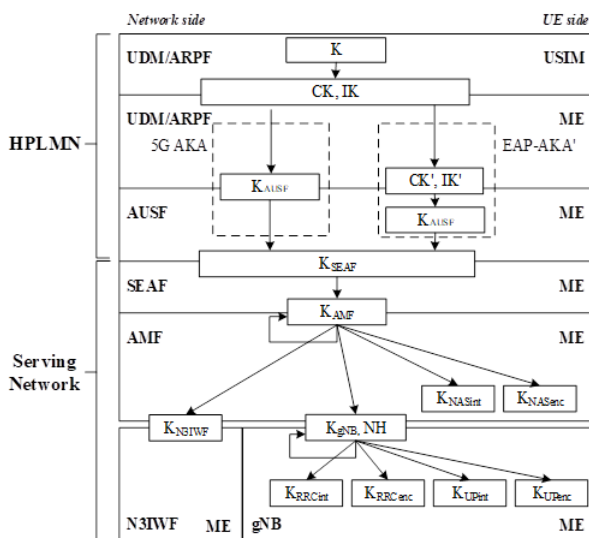 Network side UE side
K
UDM/ARPF USIM
CK, IK
UDM/ARPF ME
5G AKA EAP-AKA'
HPLMN
CK', IK'
KAUSF
AUSF KAUSF ME
KSEAF
SEAF ME
KAMF
AMF ME
Serving
Network
KNASint KNASenc
KN3IWF KgNB, NH
KRRCint KRRCenc KUPint KUPenc
N3IWF ME gNB ME